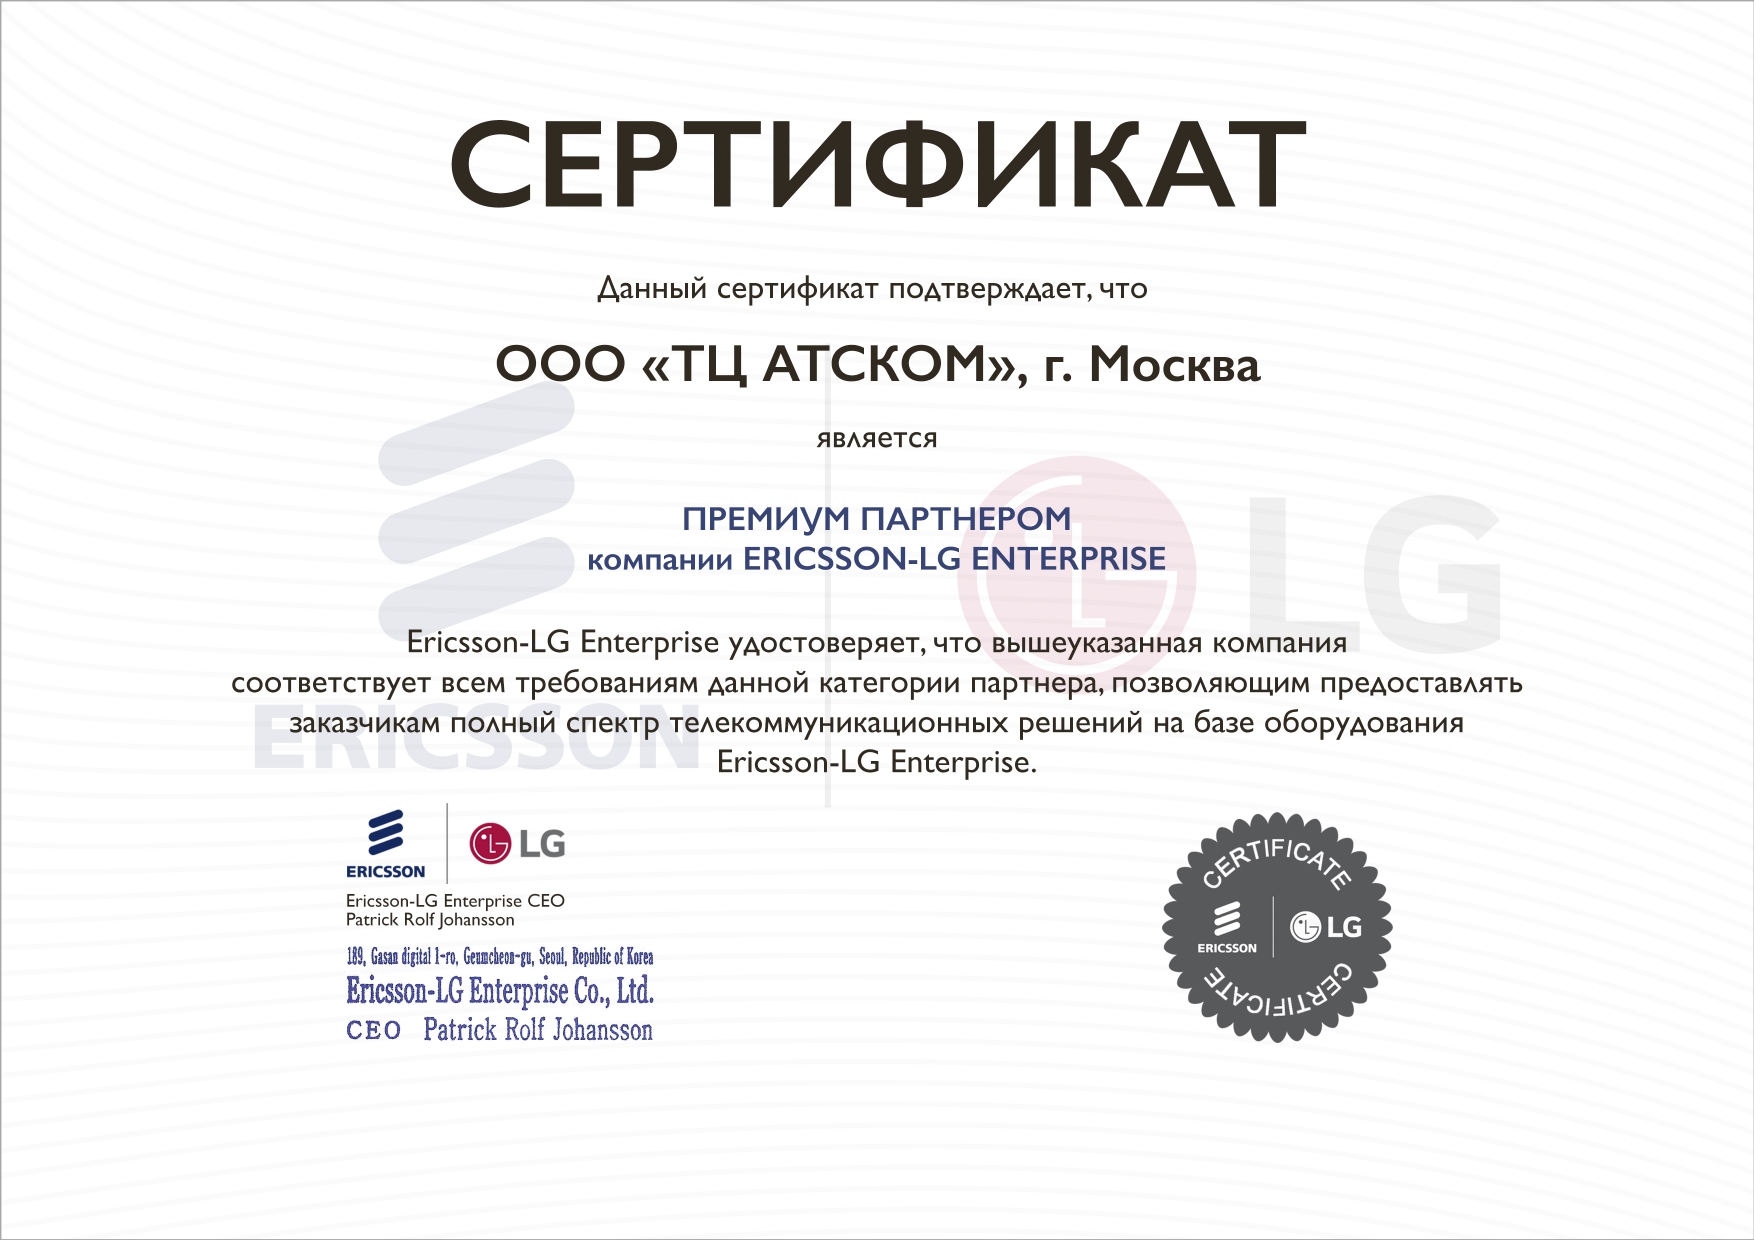 СЕРТИФИКАТ
Данный сертификат подтверждает, что
ООО «ТЦ АТСКОМ», г. Москва
является
ПРЕМИУМ ПАРТНЕРОМ
компании ERICSSON-LG ENTERPRISE
Ericsson-LG Enterprise удостоверяет, что вышеуказанная компания
соответствует всем требованиям данной категории партнера, позволяющим предоставлять
заказчикам полный спектр телекоммуникационных решений на базе оборудования
Ericsson-LG Enterprise.
ERICSSON
LG
ERICSSON
LG
Ericsson-LG Enterprise CEO
Patrick Rolf Johansson
189, Gasan digital 1-ro, Geumcheon-gu, Seoul, Republic of Korea
Ericsson-LG Enterprise Co., Ltd.
CEO Patrick Rolf Johansson
CERTIFICATE
ERICSSON
LG
CERTIFICATE